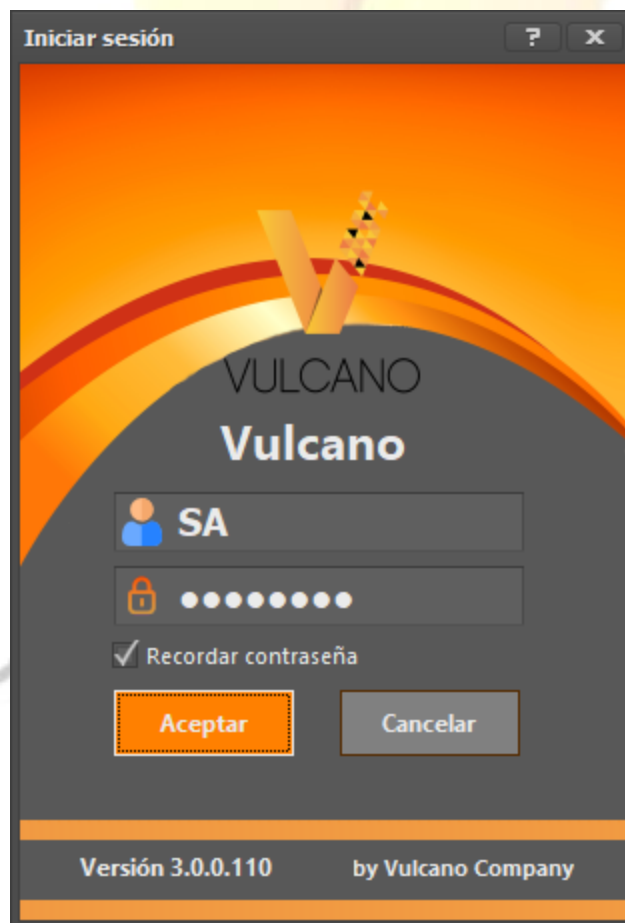 Iniciar sesión
VULCANO
Vulcano
SA
●●●●●●●●
Recordar contraseña
Aceptar Cancelar
Versión 3.0.0.110 by Vulcano Company